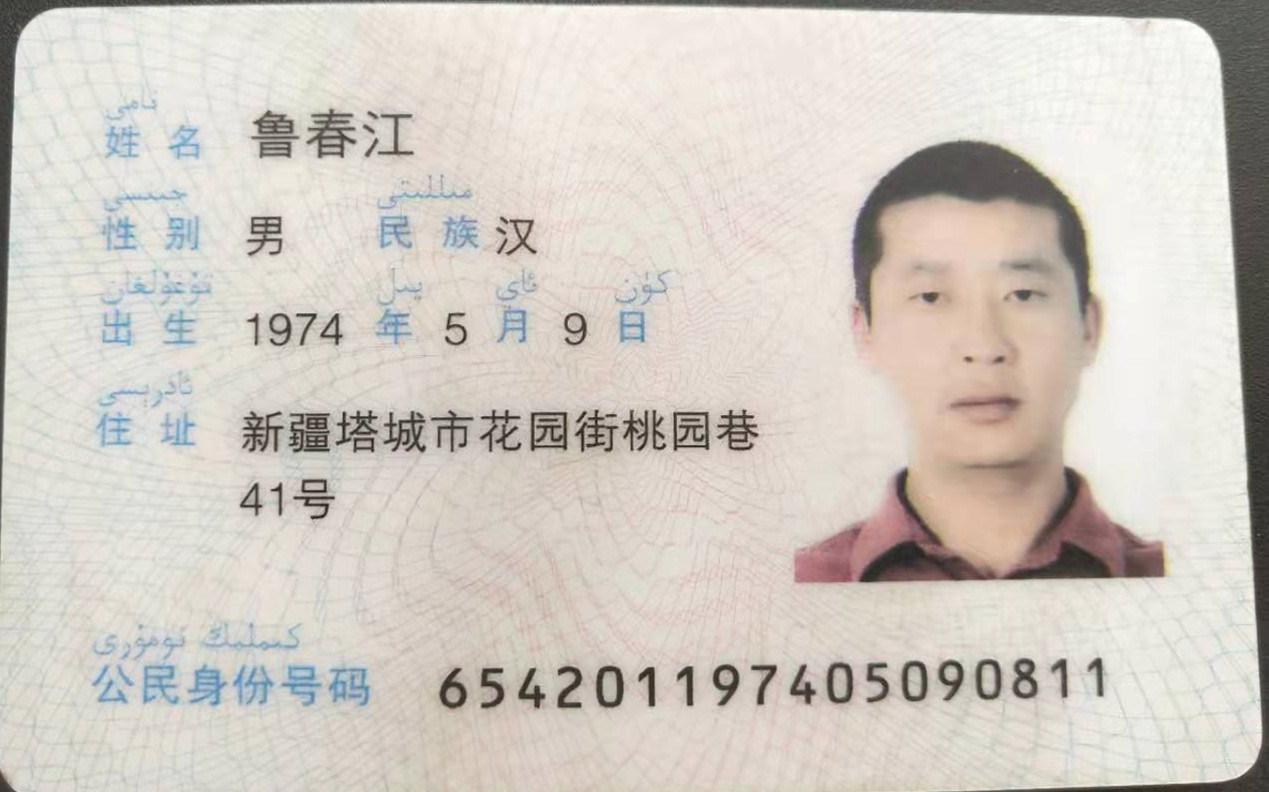 نامى
姓名 鲁春江
جىنسى مىللىتى
性别 男 民族 汉
تۇغۇلغان يىل ئاي كۈن
出生 1974 年 5 月 9 日
ئادرېسى
住址 新疆塔城市花园街桃园巷
41号
كىملىك نومۇرى
公民身份号码 654201197405090811